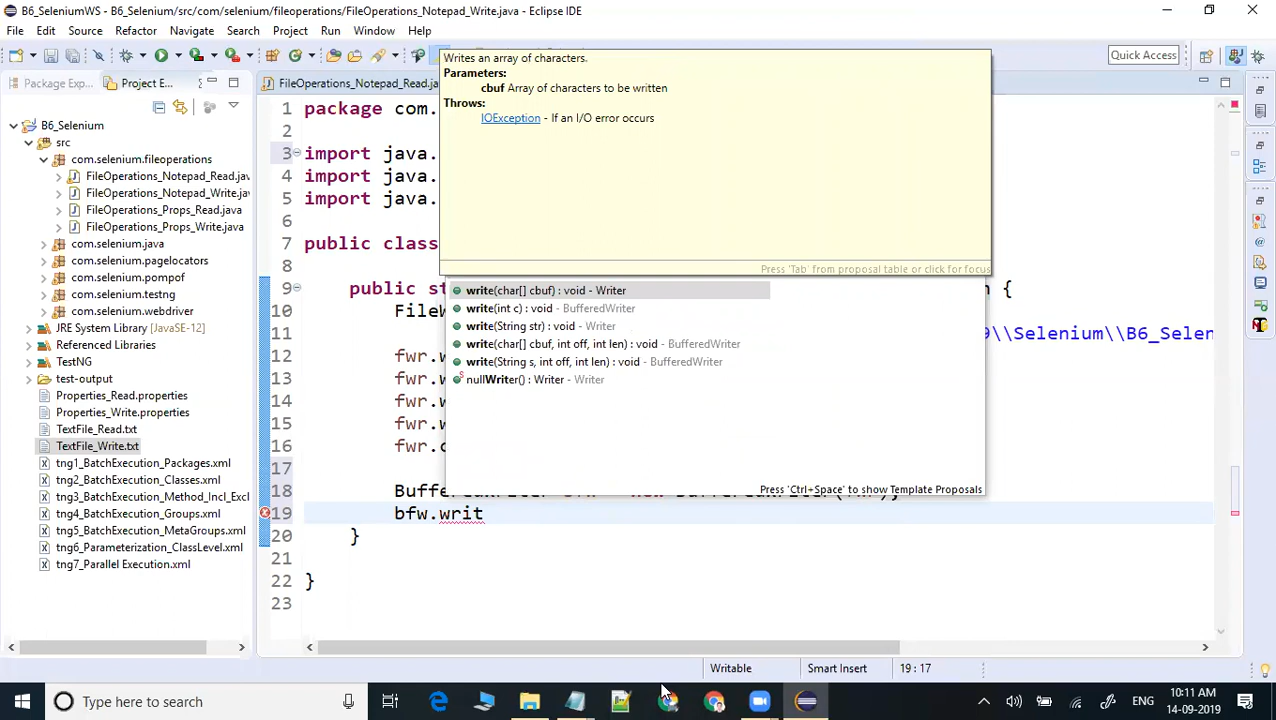 B6_SeleniumWS - B6_Selenium/src/com/selenium/fileoperations/FileOperations_Notepad_Write.java - Eclipse IDE
File Edit Source Refactor Navigate Search Project Run Window Help
Quick Access
Package Exp... Project E...
FileOperations_Notepad_Read.ja
B6_Selenium
src
com.selenium.fileoperations
FileOperations_Notepad_Read.jav
FileOperations_Notepad_Write.jav
FileOperations_Props_Read.java
FileOperations_Props_Write.java
com.selenium.java
com.selenium.pagelocators
com.selenium.pompof
com.selenium.testng
com.selenium.webdriver
JRE System Library [JavaSE-12]
Referenced Libraries
TestNG
test-output
Properties_Read.properties
Properties_Write.properties
TextFile_Read.txt
TextFile_Write.txt
tng1_BatchExecution_Packages.xml
tng2_BatchExecution_Classes.xml
tng3_BatchExecution_Method_Incl_Excl
tng4_BatchExecution_Groups.xml
tng5_BatchExecution_MetaGroups.xml
tng6_Parameterization_ClassLevel.xml
tng7_Parallel Execution.xml
1 package com.
2
3 import java.
4 import java.
5 import java.
6
7 public clas
8
9 public st n {
10 FileW
11 9\\Selenium\\B6_Selen
12 fwr.w
13 fwr.w
14 fwr.w
15 fwr.w
16 fwr.c
17
18
19 bfw.writ
20 }
21
22 }
23
Writes an array of characters.
Parameters:
cbuf Array of characters to be written
Throws:
IOException - If an I/O error occurs
Press 'Tab' from proposal table or click for focus
write(char[] cbuf) : void - Writer
write(int c) : void - BufferedWriter
write(String str) : void - Writer
write(char[] cbuf, int off, int len) : void - BufferedWriter
write(String s, int off, int len) : void - BufferedWriter
nullWriter() : Writer - Writer
Press 'Ctrl+Space' to show Template Proposals
Writable Smart Insert 19 : 17
Type here to search
ENG
10:11 AM
14-09-2019